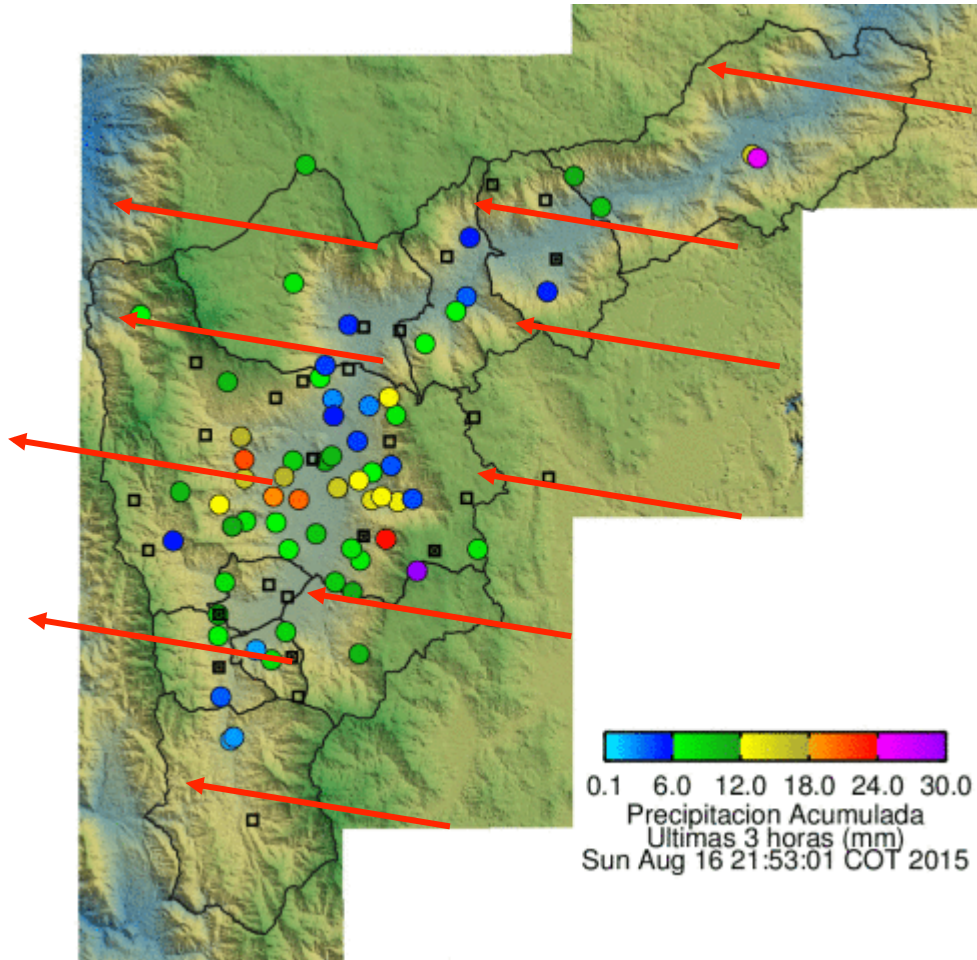 0.1 6.0 12.0 18.0 24.0 30.0
Precipitacion Acumulada
Ultimas 3 horas (mm)
Sun Aug 16 21:53:01 COT 2015